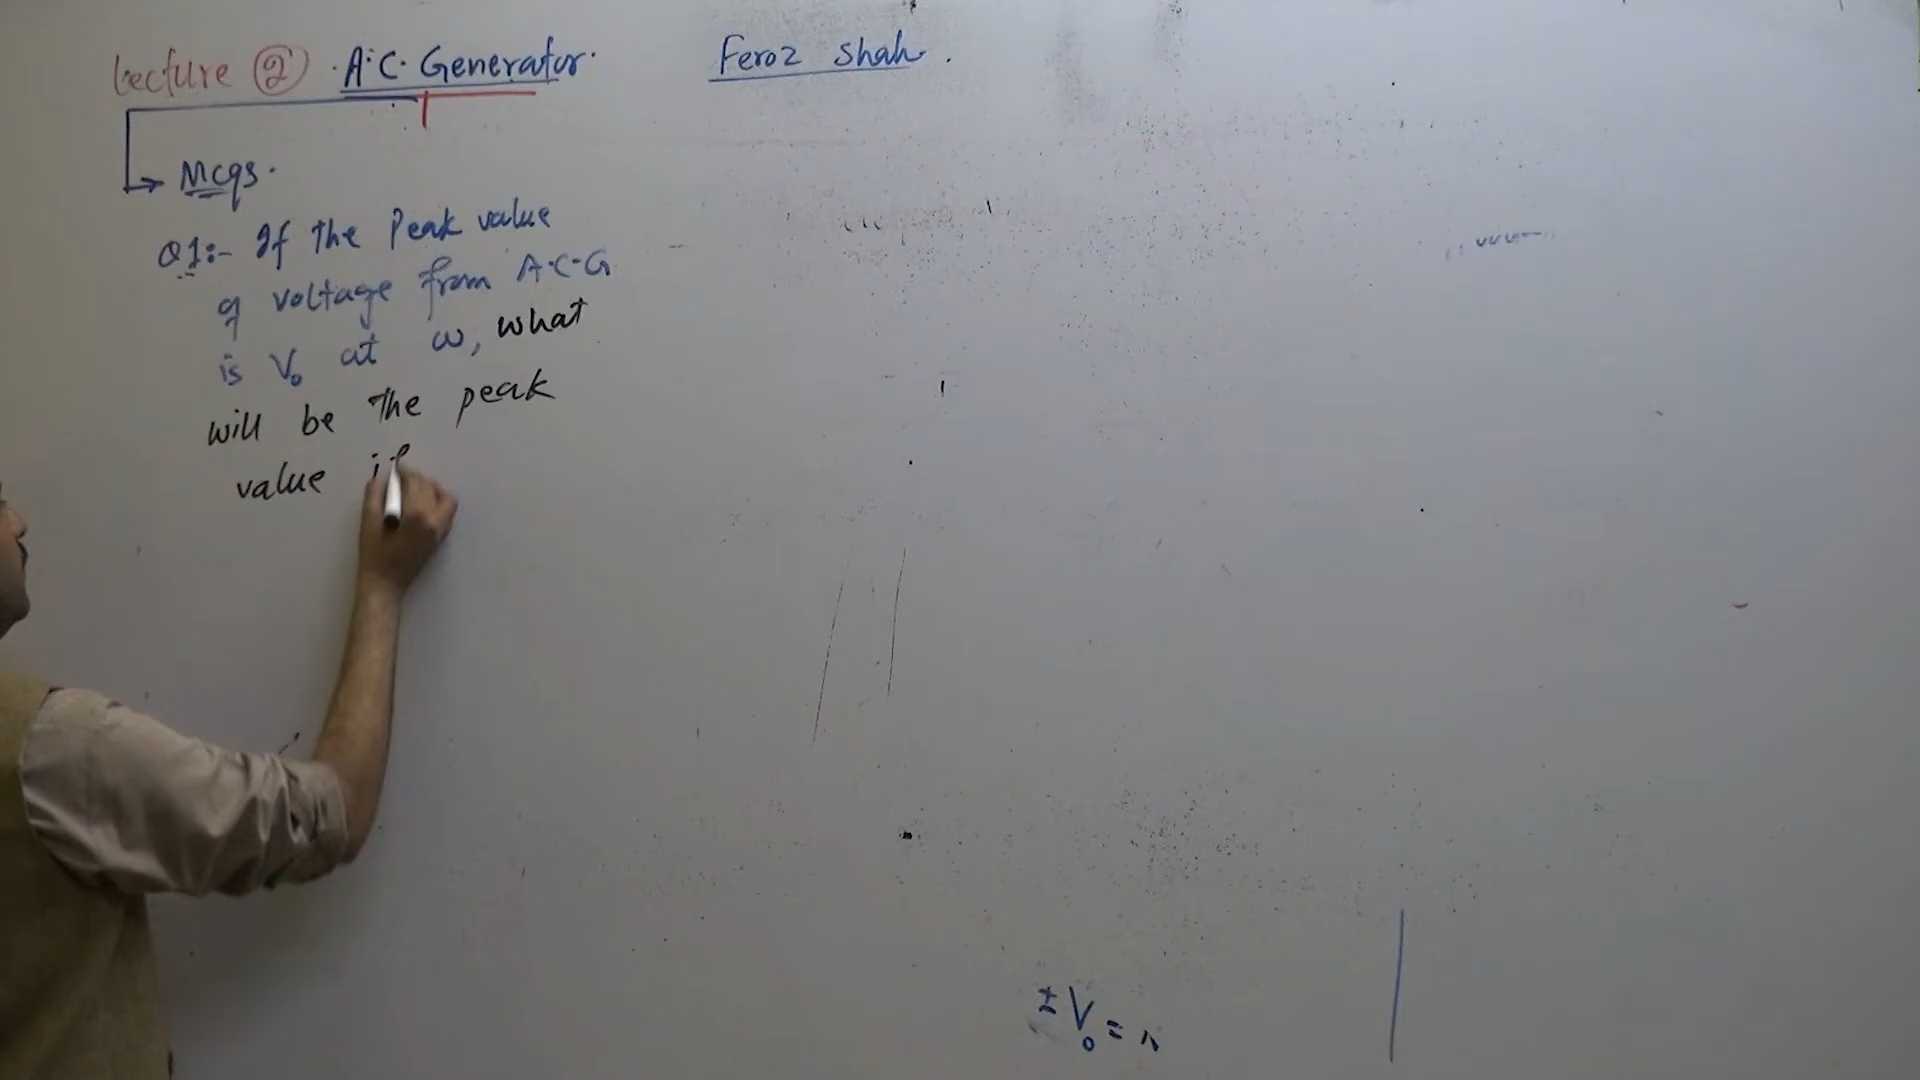 Lecture ② A.C. Generator.
Feroz Shah.
→ Mcqs.
Q1:- If the Peak value
of voltage from A.C.G
is V₀ at ω, what
will be the peak
value if
± V₀ =